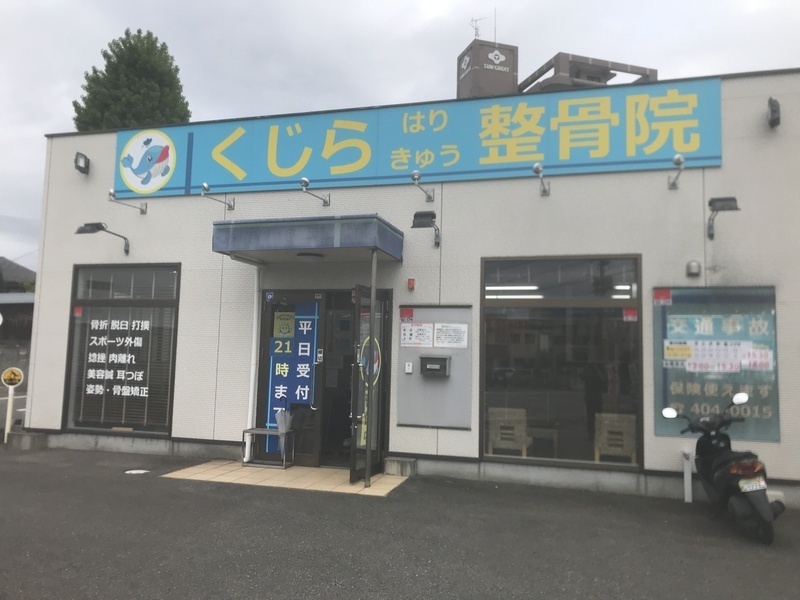 くじら はり きゅう 整骨院
骨折 脱臼 打撲
スポーツ外傷
捻挫 肉離れ
美容鍼 耳つぼ
姿勢・骨盤矯正
平日受付
21時まで
交通事故
保険使えます
☎404-0015